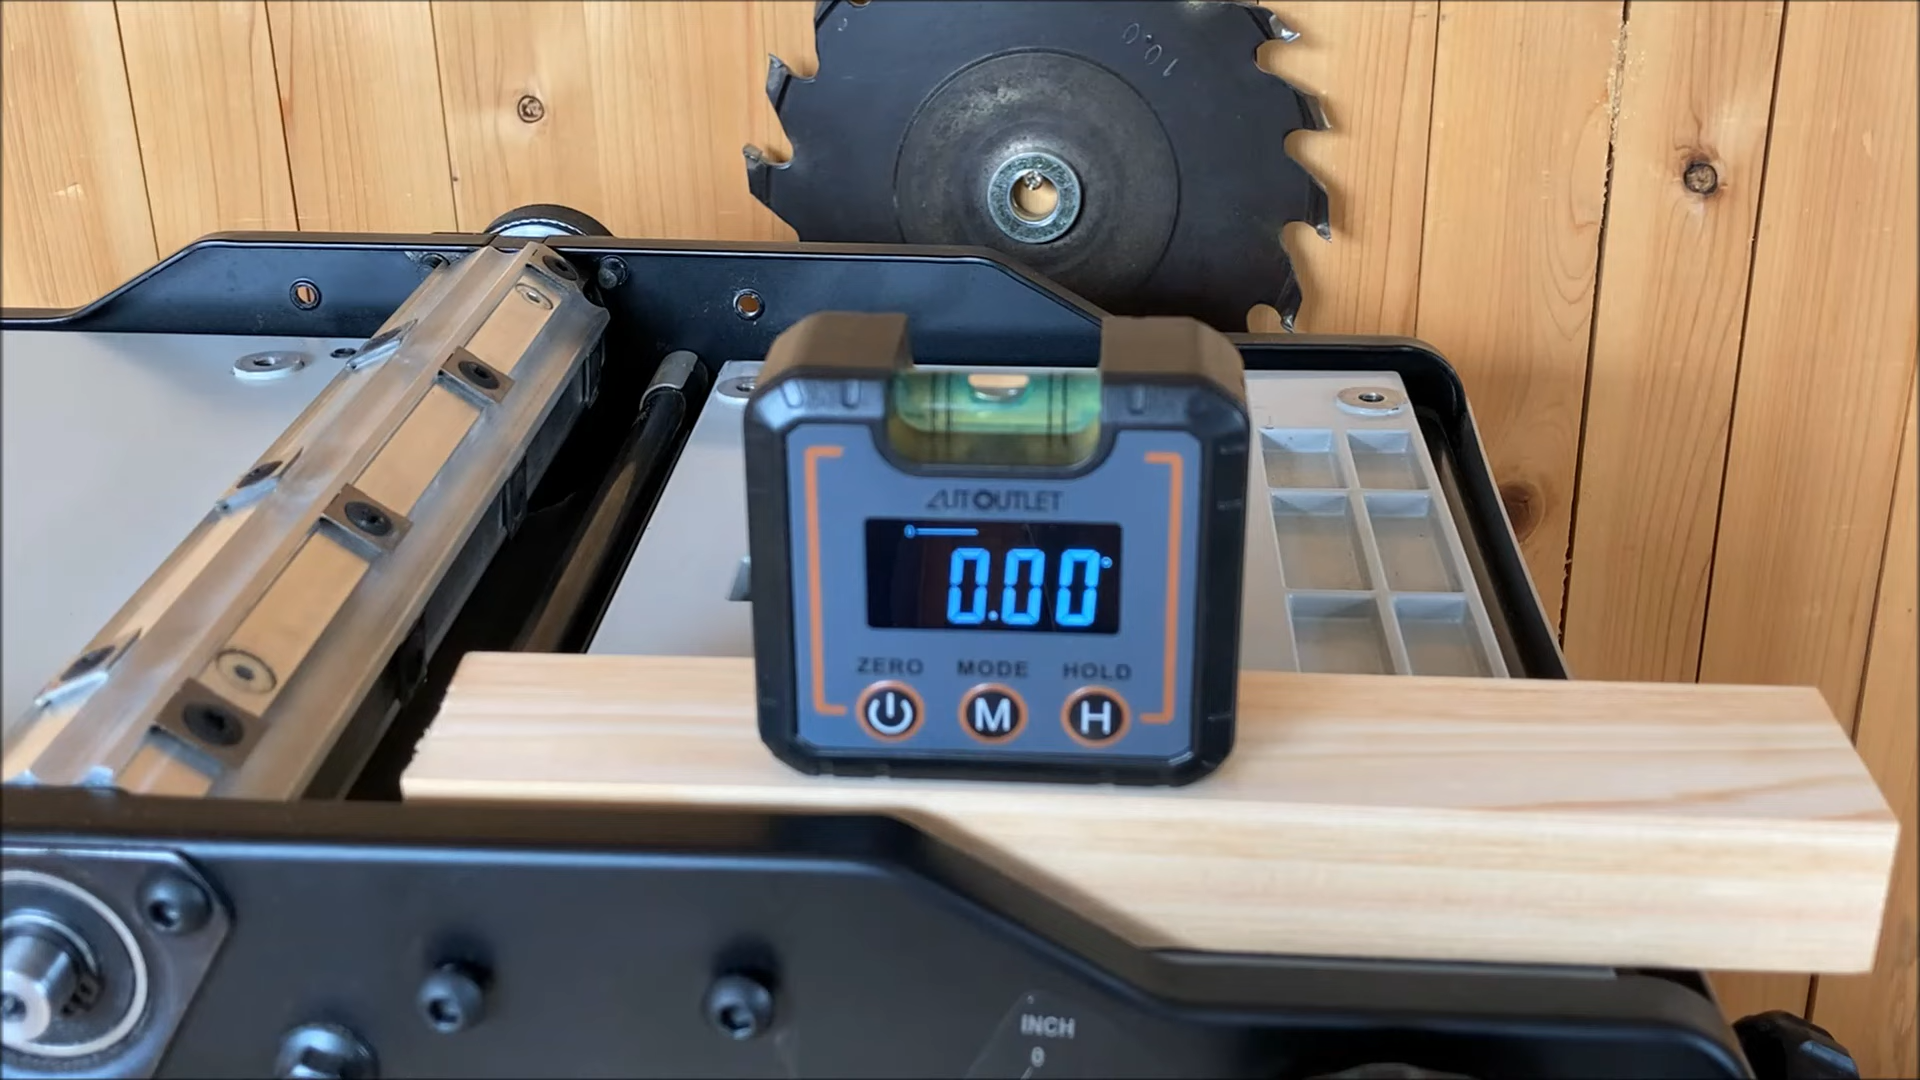 10.0
AUTOUTLET
0.00°
ZERO MODE HOLD
M H
INCH
0